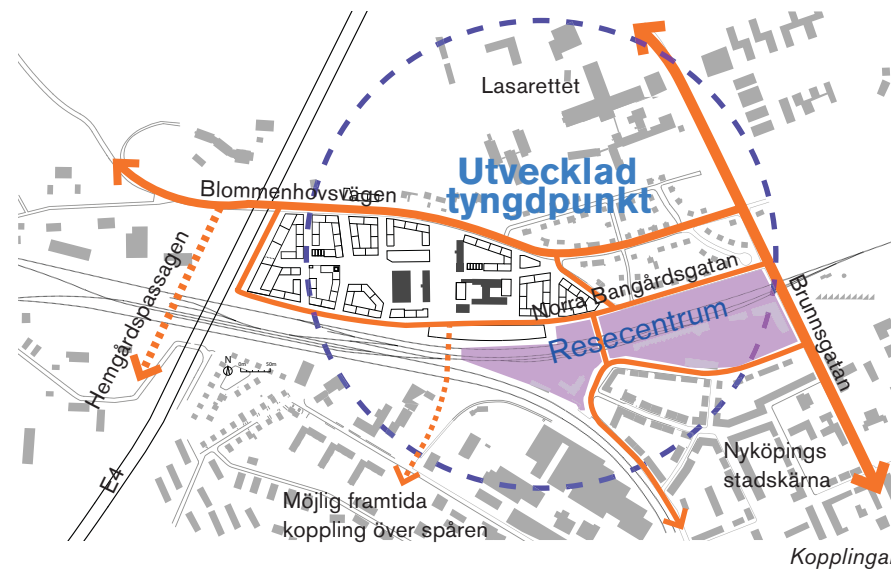 Lasarettet
Utvecklad
tyngdpunkt
Blommenhovsvägen
Hemgårdspassagen
Norra Bangårdsgatan
Resecentrum
Brunnsgatan
N
0m 50m
E4
Nyköpings
stadskärna
Möjlig framtida
koppling över spåren
Kopplingar